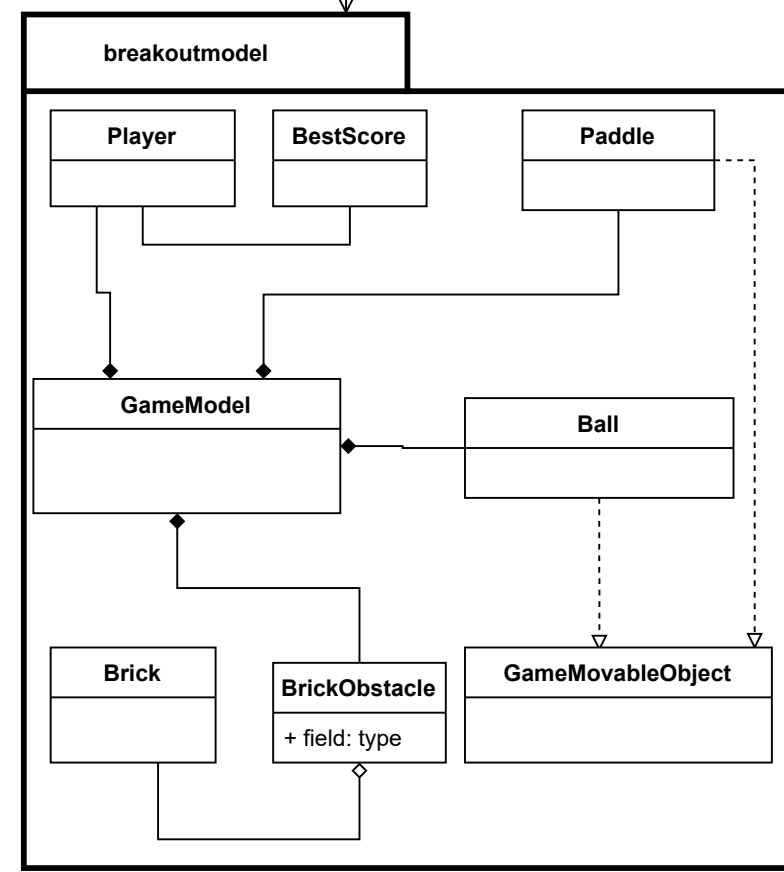 breakoutmodel
Player
BestScore
Paddle
GameModel
Ball
Brick
BrickObstacle
+ field: type
GameMovableObject